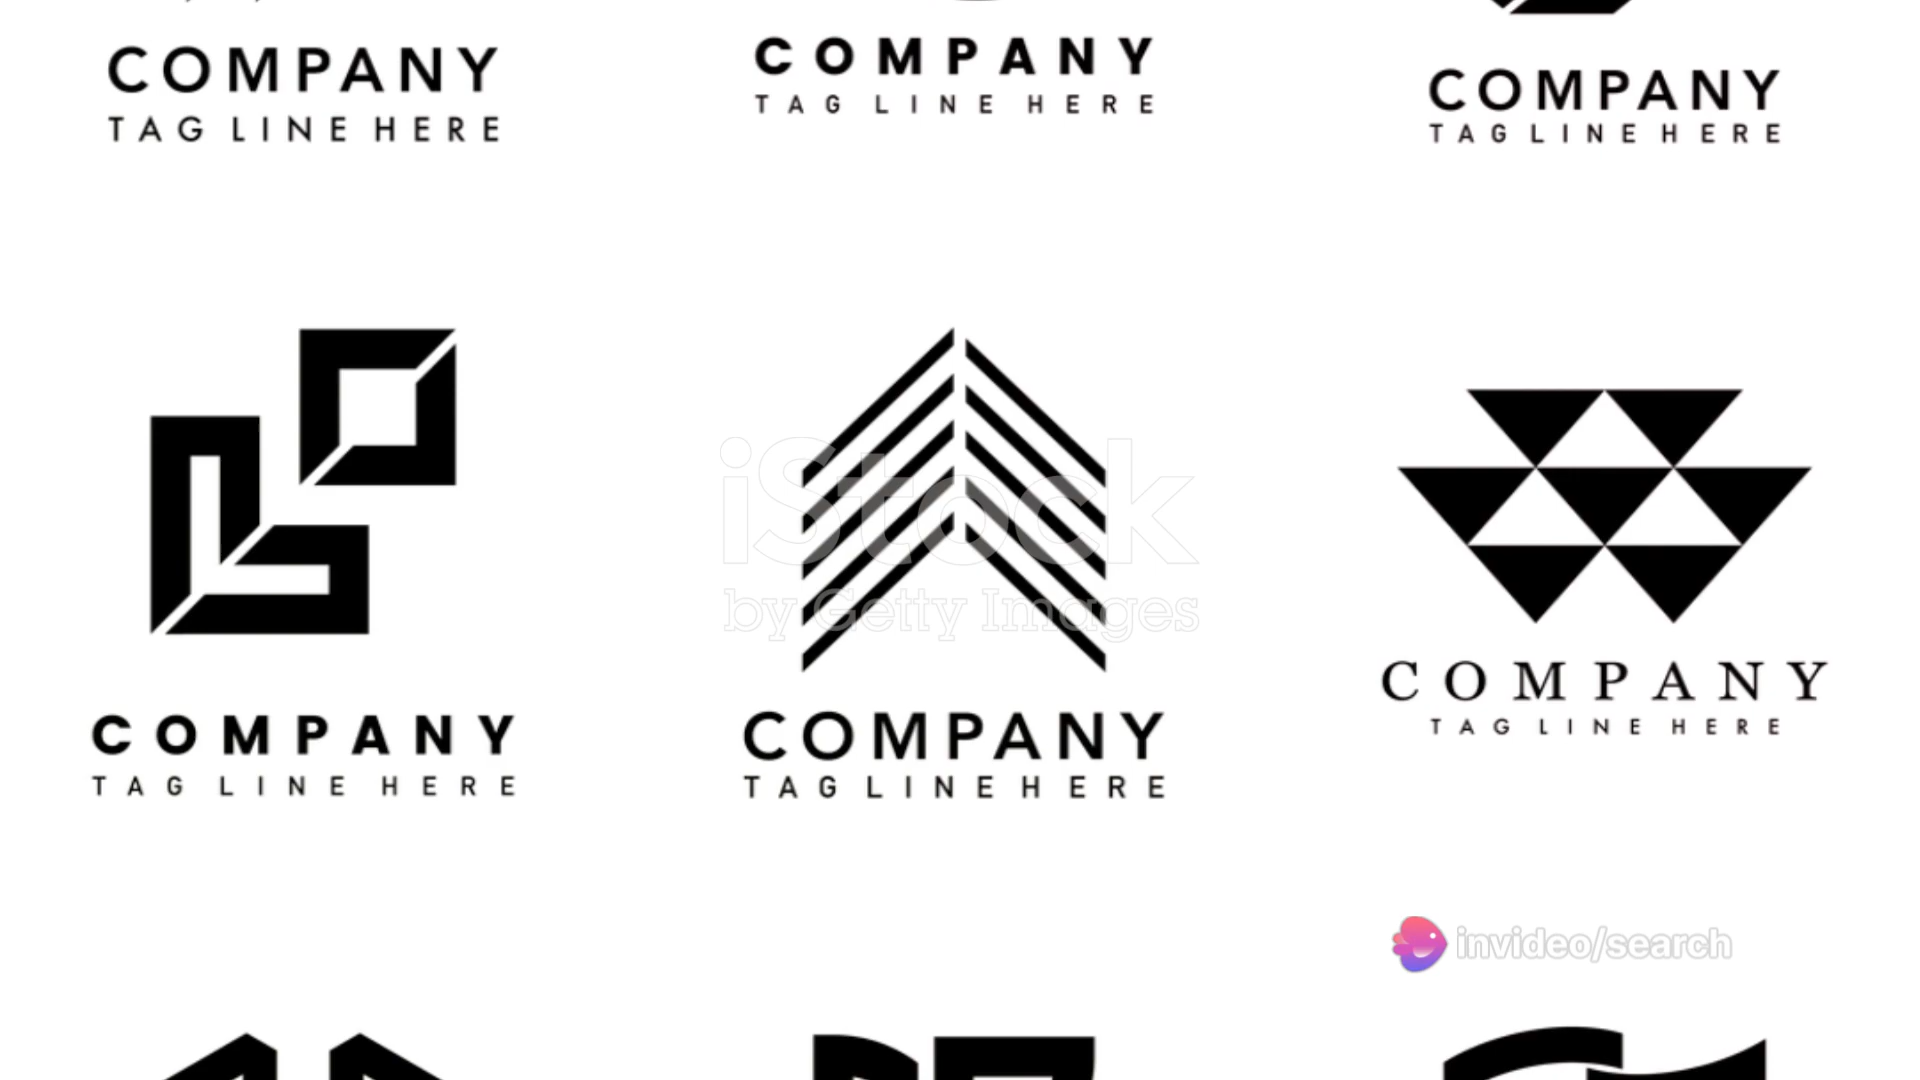 COMPANY
TAG LINE HERE
COMPANY
TAG LINE HERE
COMPANY
TAG LINE HERE
iStock
by Getty Images
COMPANY
TAG LINE HERE
COMPANY
TAG LINE HERE
COMPANY
TAG LINE HERE
invideo/search